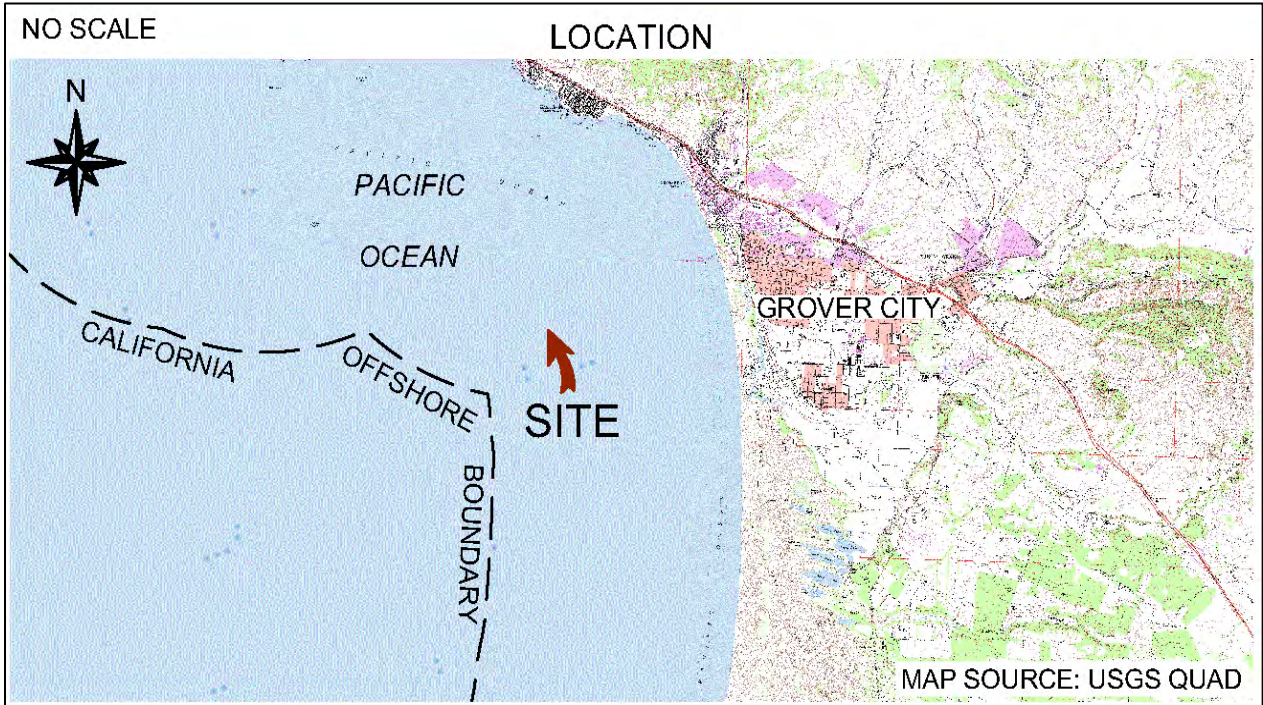 NO SCALE
LOCATION
N
PACIFIC
OCEAN
GROVER CITY
CALIFORNIA
OFFSHORE
BOUNDARY
SITE
MAP SOURCE: USGS QUAD